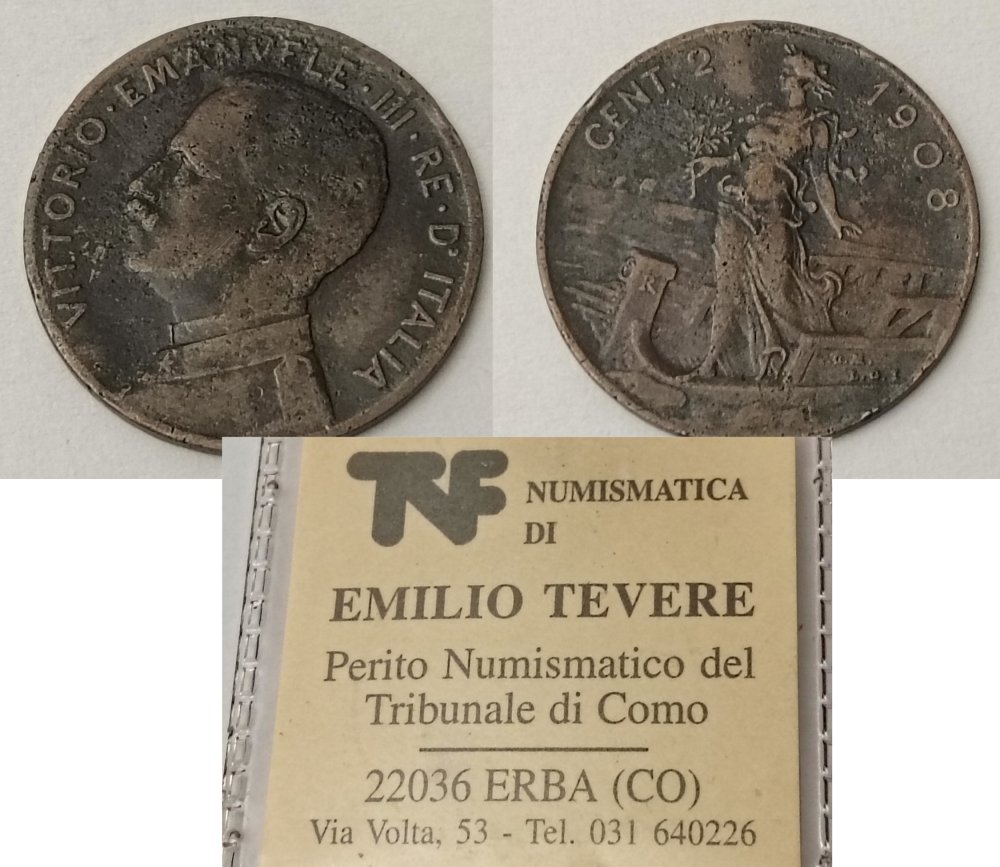 VITTORIO · EMANVELE · III · RE · D' ITALIA
CENT. 2 1908
TNF
NUMISMATICA
DI
EMILIO TEVERE
Perito Numismatico del
Tribunale di Como
22036 ERBA (CO)
Via Volta, 53 - Tel. 031 640226